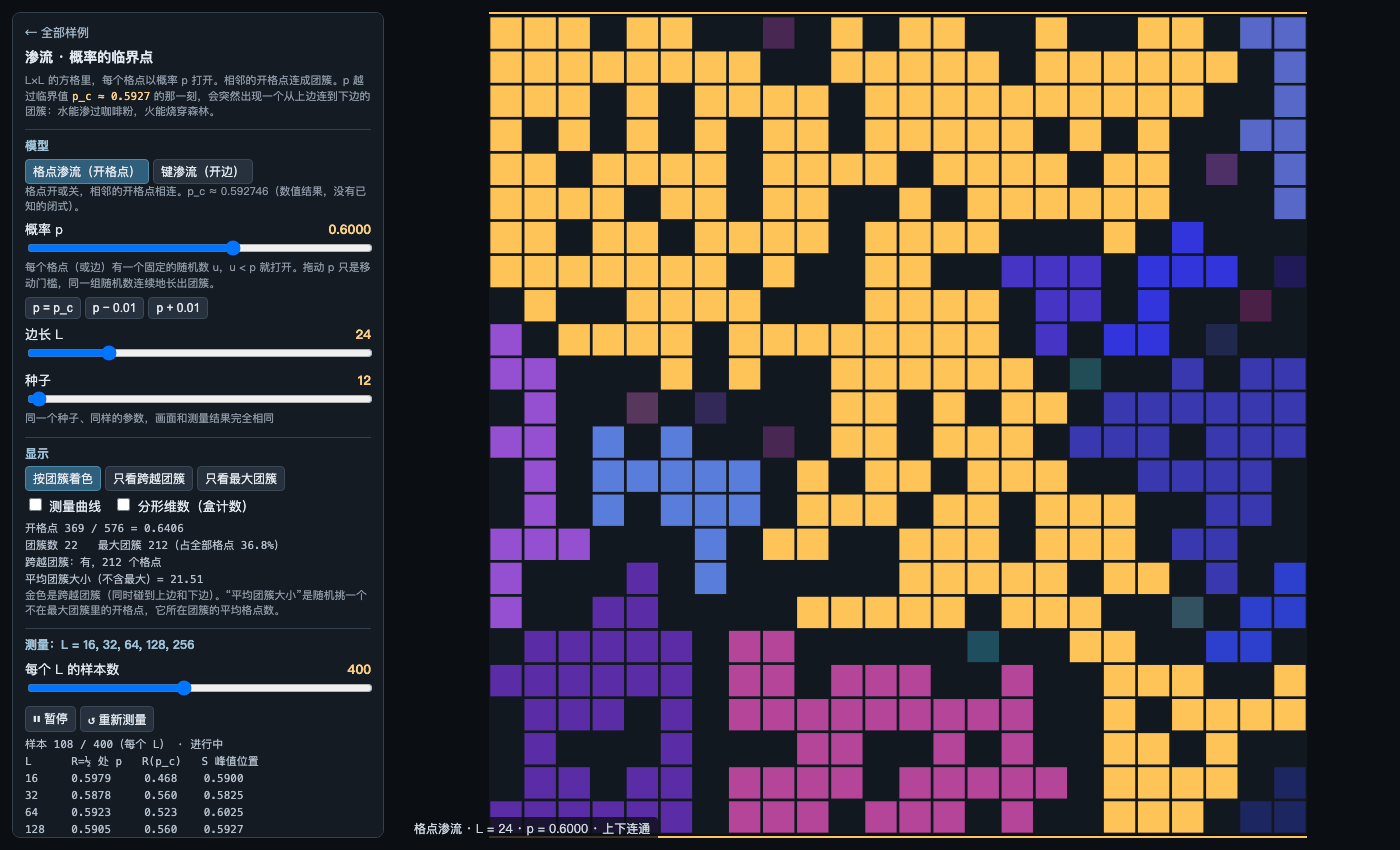 ← 全部样例
渗流 · 概率的临界点
L×L 的方格里，每个格点以概率 p 打开。相邻的开格点连成团簇。p 越
过临界值 p_c ≈ 0.5927 的那一刻，会突然出现一个从上边连到下边的
团簇：水能渗过咖啡粉，火能烧穿森林。
模型
格点渗流（开格点） 键渗流（开边）
格点开或关，相邻的开格点相连。p_c ≈ 0.592746（数值结果，没有已
知的闭式）。
概率 p 0.6000
每个格点（或边）有一个固定的随机数 u，u < p 就打开。拖动 p 只是移
动门槛，同一组随机数连续地长出团簇。
p = p_c p − 0.01 p + 0.01
边长 L 24
种子 12
同一个种子、同样的参数，画面和测量结果完全相同
显示
按团簇着色 只看跨越团簇 只看最大团簇
测量曲线 分形维数（盒计数）
开格点 369 / 576 = 0.6406
团簇数 22 最大团簇 212（占全部格点 36.8%）
跨越团簇：有，212 个格点
平均团簇大小（不含最大）= 21.51
金色是跨越团簇（同时碰到上边和下边）。“平均团簇大小”是随机挑一个
不在最大团簇里的开格点，它所在团簇的平均格点数。
测量：L = 16, 32, 64, 128, 256
每个 L 的样本数 400
⏸ 暂停 ↺ 重新测量
样本 108 / 400（每个 L） · 进行中
L R=½ 处 p R(p_c) S 峰值位置
16 0.5979 0.468 0.5900
32 0.5878 0.560 0.5825
64 0.5923 0.523 0.6025
128 0.5905 0.560 0.5927
格点渗流 · L = 24 · p = 0.6000 · 上下连通